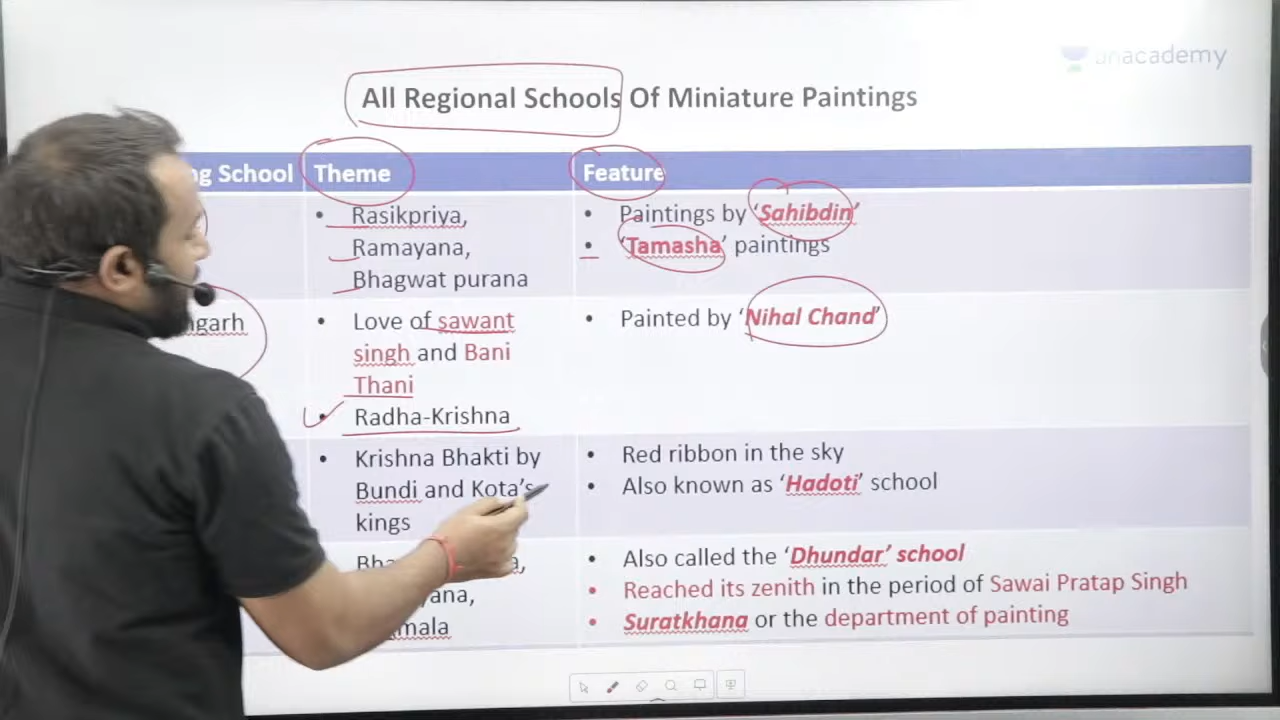 unacademy
All Regional Schools Of Miniature Paintings
School Theme Feature
• Rasikpriya,
Ramayana,
Bhagwat purana
• Paintings by ‘Sahibdin’
• ‘Tamasha’ paintings
• Love of sawant
singh and Bani
Thani
• Radha-Krishna
• Painted by ‘Nihal Chand’
• Krishna Bhakti by
Bundi and Kota's
kings
• Red ribbon in the sky
• Also known as ‘Hadoti’ school
• Also called the ‘Dhundar’ school
• Reached its zenith in the period of Sawai Pratap Singh
• Suratkhana or the department of painting